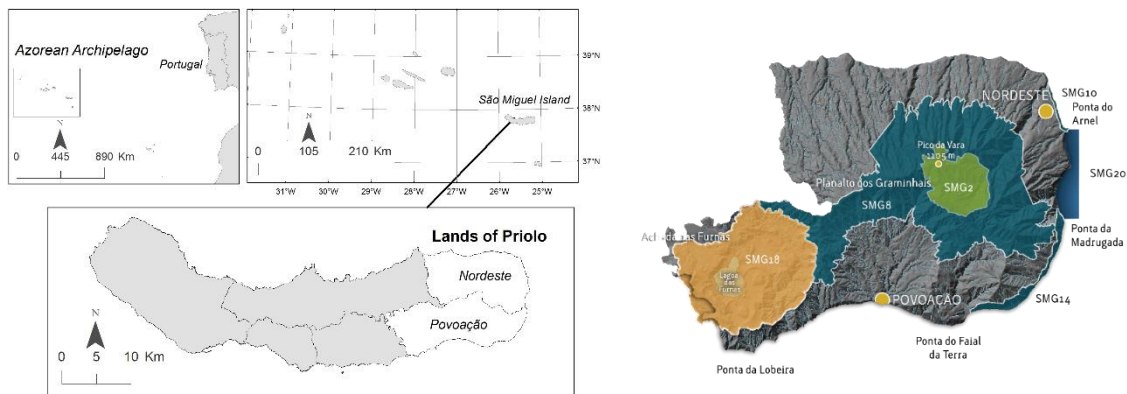 Azorean Archipelago
Portugal
N
0 445 890 Km
39°N
38°N
37°N
São Miguel Island
N
0 105 210 Km
31°W 30°W 29°W 28°W 27°W 26°W 25°W
Lands of Priolo
Nordeste
Povoação
N
0 5 10 Km
NORDESTE
SMG10
Ponta do
Arnel
Pico da Vara
1105 m
Planalto dos Graminhais
SMG2
SMG8
SMG20
Ponta da
Madrugada
das Furnas
SMG18
Lagoa
das
Furnas
POVOAÇÃO
SMG14
Ponta do Faial
da Terra
Ponta da Lobeira